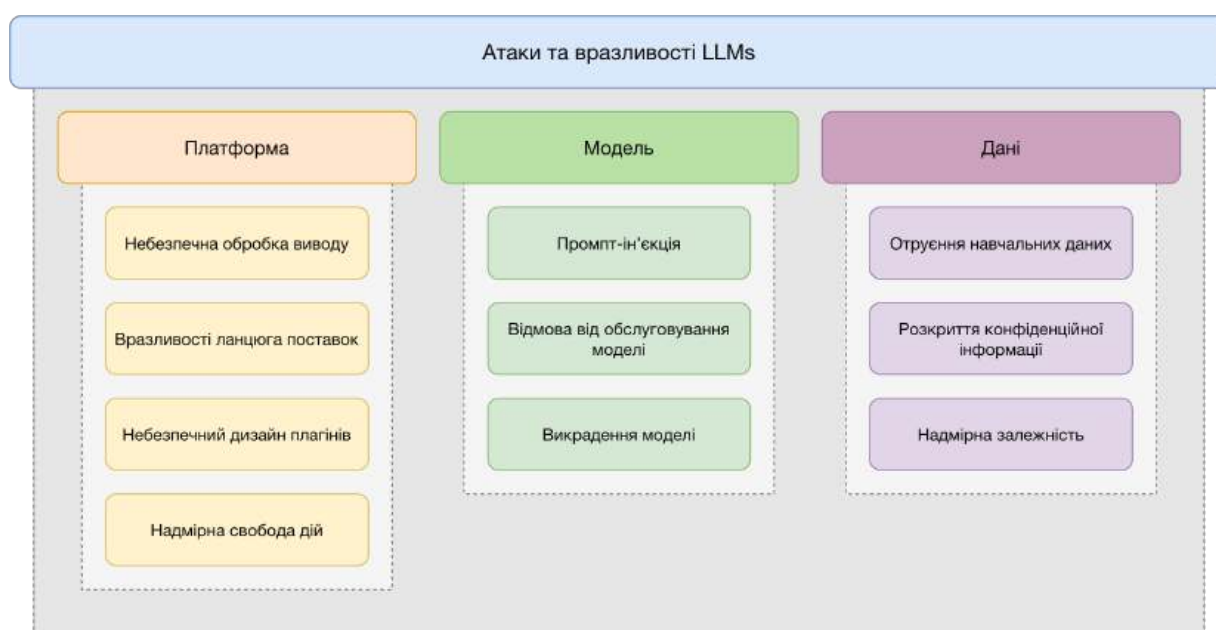 Атаки та вразливості LLMs
Платформа
Небезпечна обробка виводу
Вразливості ланцюга поставок
Небезпечний дизайн плагінів
Надмірна свобода дій
Модель
Промпт-ін'єкція
Відмова від обслуговування
моделі
Викрадення моделі
Дані
Отруєння навчальних даних
Розкриття конфіденційної
інформації
Надмірна залежність